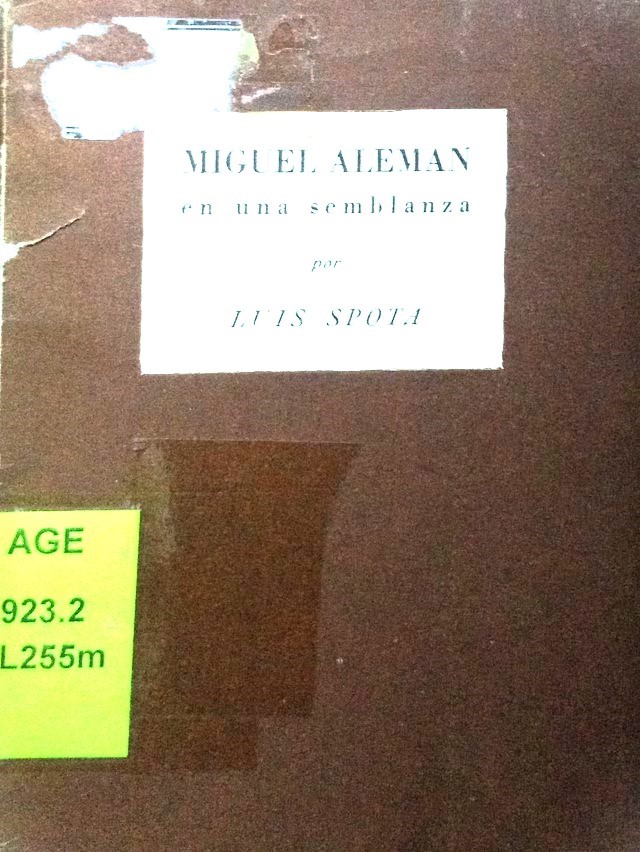 MIGUEL ALEMAN
en una semblanza
por
LUIS SPOTA
AGE
923.2
L255m